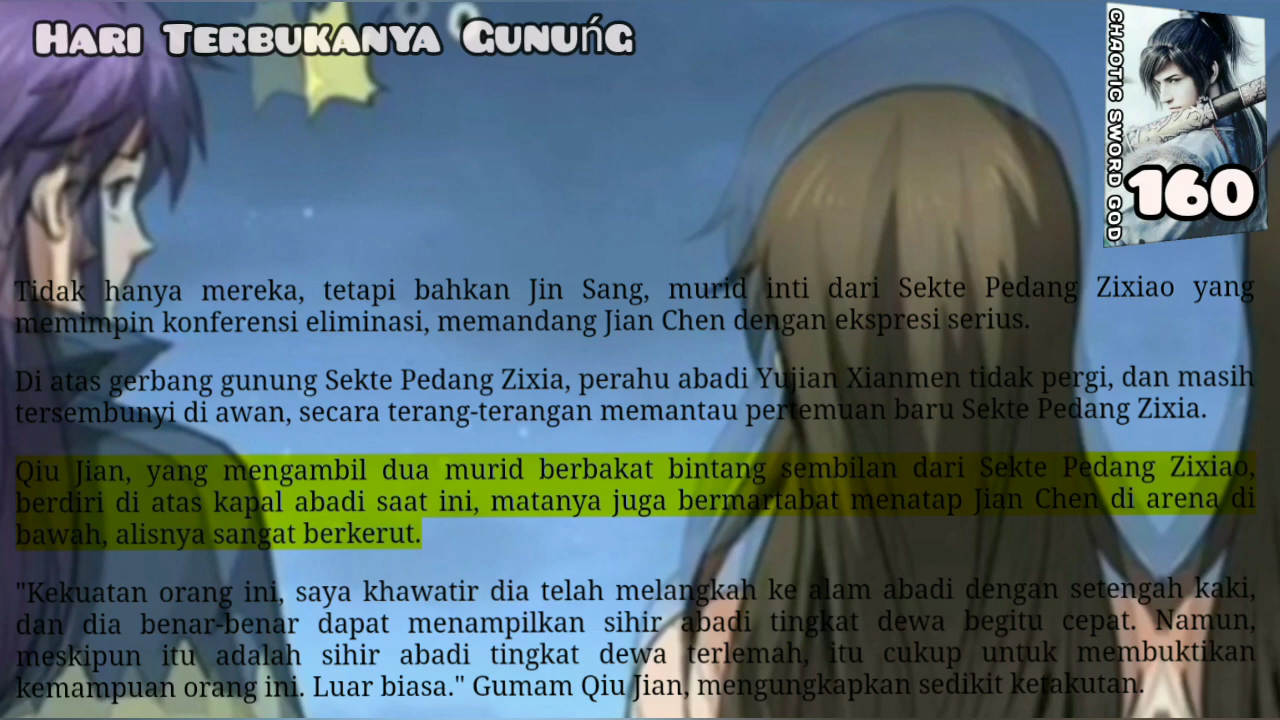 Hari Terbukanya Gunuńg
CHAOTIC SWORD GOD
160
Tidak hanya mereka, tetapi bahkan Jin Sang, murid inti dari Sekte Pedang Zixiao yang
memimpin konferensi eliminasi, memandang Jian Chen dengan ekspresi serius.
Di atas gerbang gunung Sekte Pedang Zixia, perahu abadi Yujian Xianmen tidak pergi, dan masih
tersembunyi di awan, secara terang-terangan memantau pertemuan baru Sekte Pedang Zixia.
Qiu Jian, yang mengambil dua murid berbakat bintang sembilan dari Sekte Pedang Zixiao,
berdiri di atas kapal abadi saat ini, matanya juga bermartabat menatap Jian Chen di arena di
bawah, alisnya sangat berkerut.
"Kekuatan orang ini, saya khawatir dia telah melangkah ke alam abadi dengan setengah kaki,
dan dia benar-benar dapat menampilkan sihir abadi tingkat dewa begitu cepat. Namun,
meskipun itu adalah sihir abadi tingkat dewa terlemah, itu cukup untuk membuktikan
kemampuan orang ini. Luar biasa." Gumam Qiu Jian, mengungkapkan sedikit ketakutan.